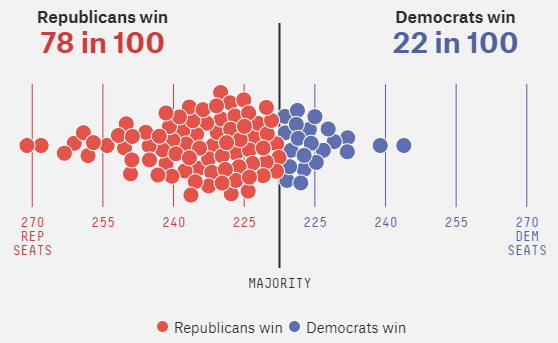 Republicans win
78 in 100
Democrats win
22 in 100
270 255 240 225 225 240 255 270
REP SEATS
DEM SEATS
MAJORITY
Republicans win Democrats win